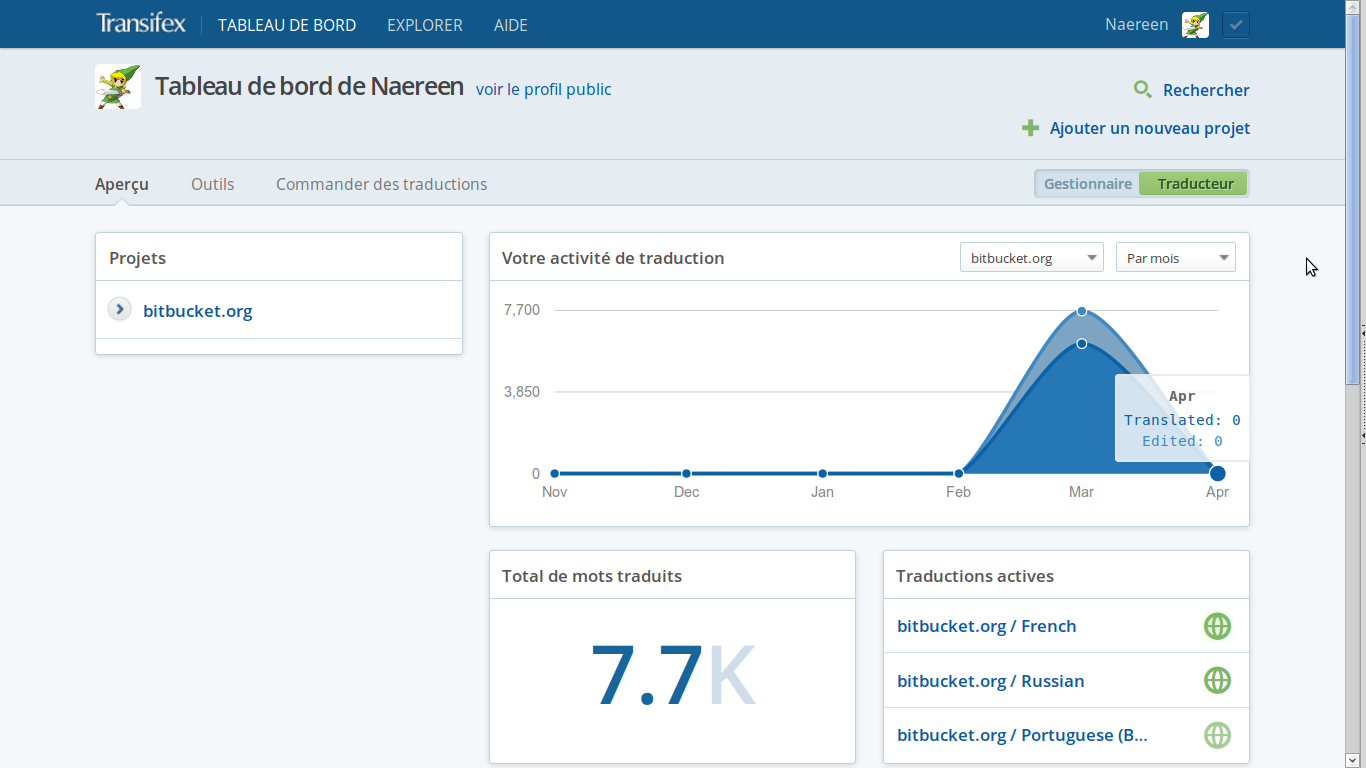 Transifex
TABLEAU DE BORD
EXPLORER
AIDE
Naereen
Tableau de bord de Naereen
voir le profil public
Rechercher
Ajouter un nouveau projet
Aperçu
Outils
Commander des traductions
Gestionnaire
Traducteur
Projets
bitbucket.org
Votre activité de traduction
bitbucket.org
Par mois
7,700
3,850
0
Apr
Translated: 0
Edited: 0
Nov
Dec
Jan
Feb
Mar
Apr
Total de mots traduits
7.7K
Traductions actives
bitbucket.org / French
bitbucket.org / Russian
bitbucket.org / Portuguese (B...